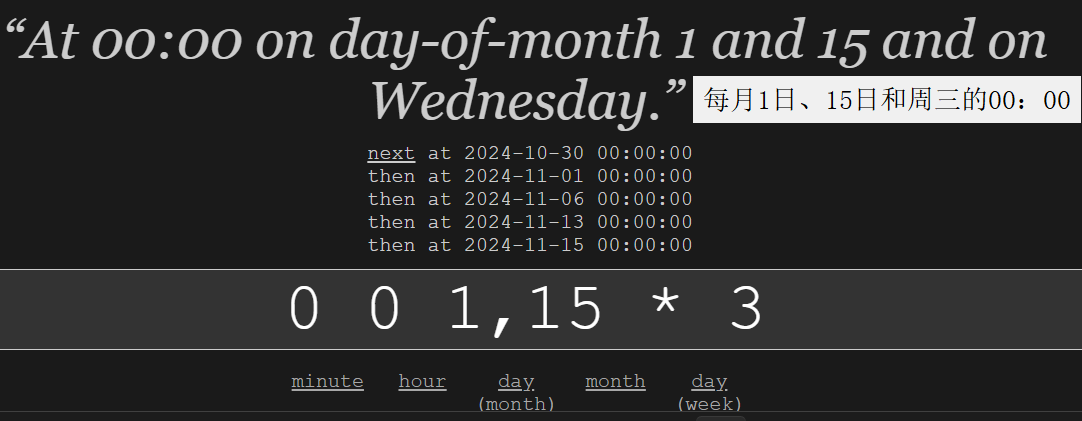 “At 00:00 on day-of-month 1 and 15 and on
Wednesday.”
每月1日、15日和周三的00：00
next at 2024-10-30 00:00:00
then at 2024-11-01 00:00:00
then at 2024-11-06 00:00:00
then at 2024-11-13 00:00:00
then at 2024-11-15 00:00:00
0 0 1,15 * 3
minute hour day month day
(month) (week)